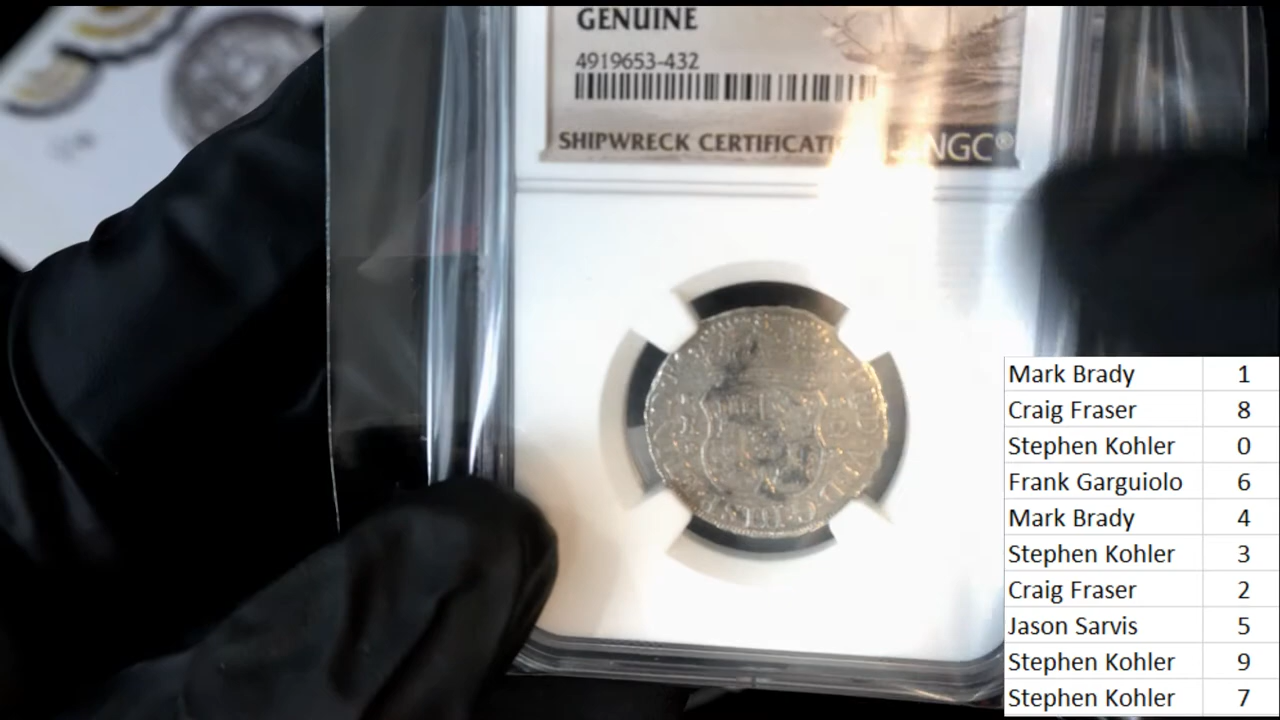 GENUINE
4919653-432
SHIPWRECK CERTIFICATI NGC®
Mark Brady 1
Craig Fraser 8
Stephen Kohler 0
Frank Garguiolo 6
Mark Brady 4
Stephen Kohler 3
Craig Fraser 2
Jason Sarvis 5
Stephen Kohler 9
Stephen Kohler 7